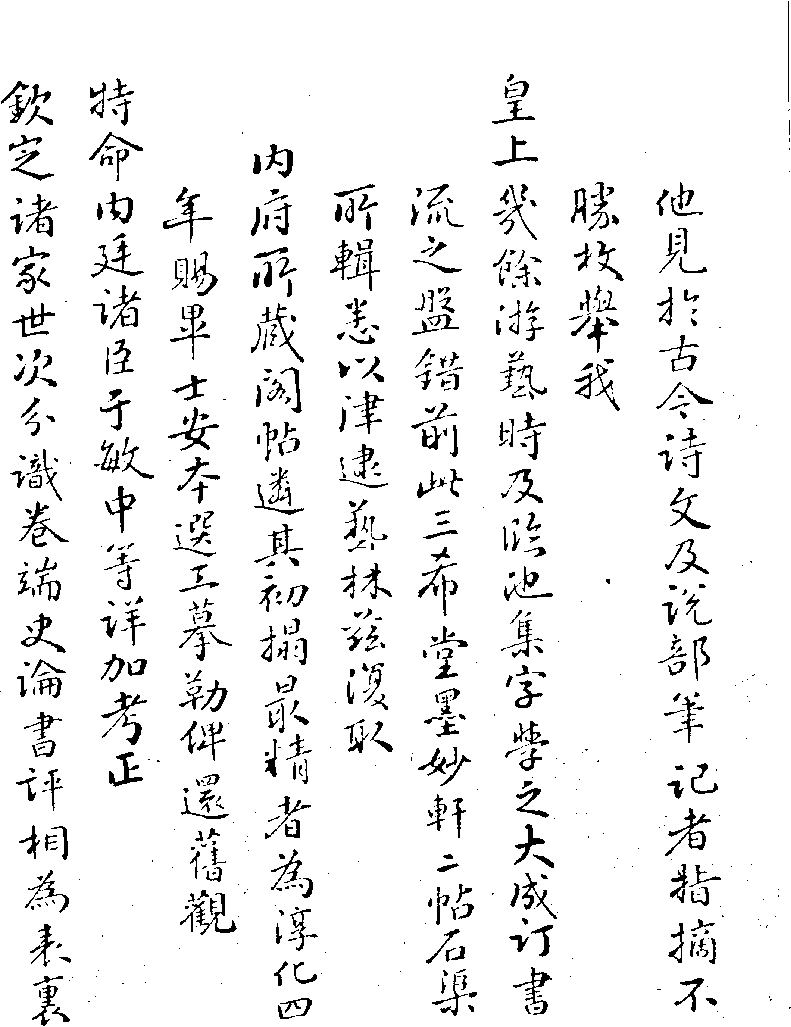 他見於古今詩文及說部筆記者指摘不
勝枚舉我
皇上幾餘游藝時及臨池集字學之大成訂書
流之盤錯前此三希堂墨妙軒二帖石渠
所輯悉以津逮藝林茲復取
内府所藏閣帖遴其初搨最精者為淳化四
年賜畢士安本選工摹勒俾還舊觀
特命内廷諸臣于敏中等詳加考正
欽定諸家世次分識卷端史論書評相為表裏